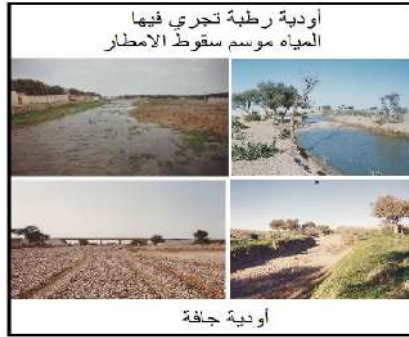 أودية رطبة تجري فيها
المياه موسم سقوط الامطار
أودية جافة